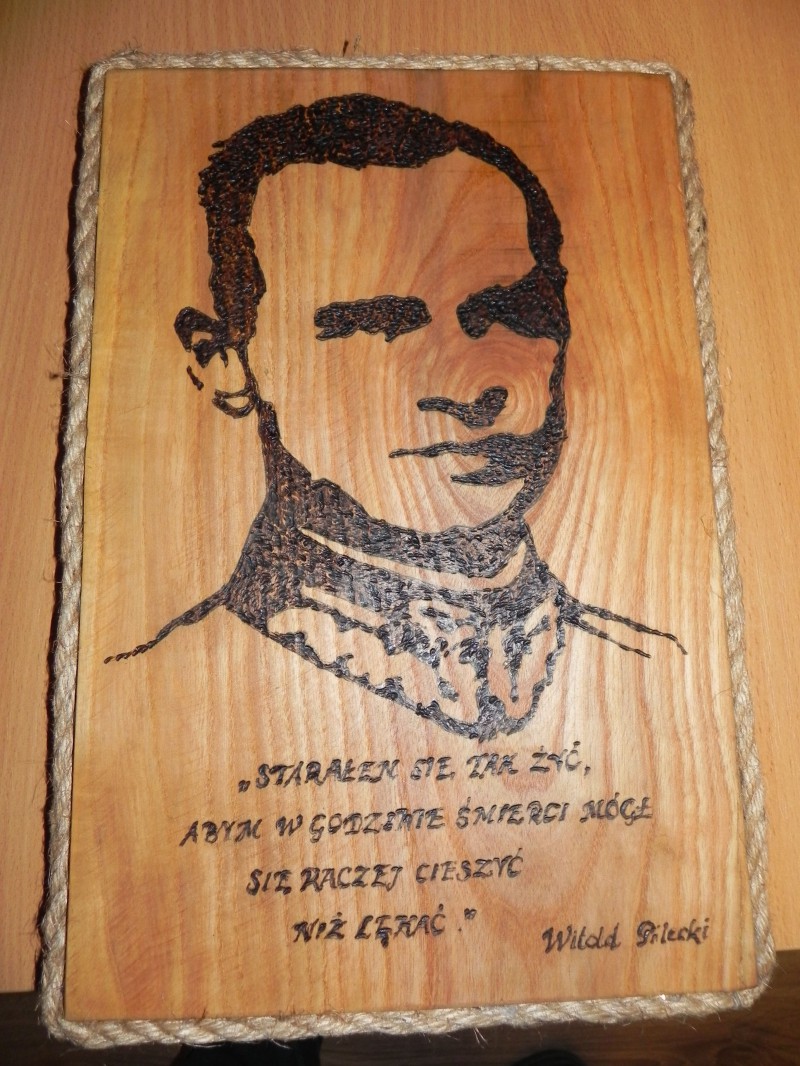 „STARAŁEM SIĘ TAK ŻYĆ,
ABYM W GODZINIE ŚMIERCI MÓGŁ
SIĘ RACZEJ CIESZYĆ
NIŻ LĘKAĆ."
Witold Pilecki